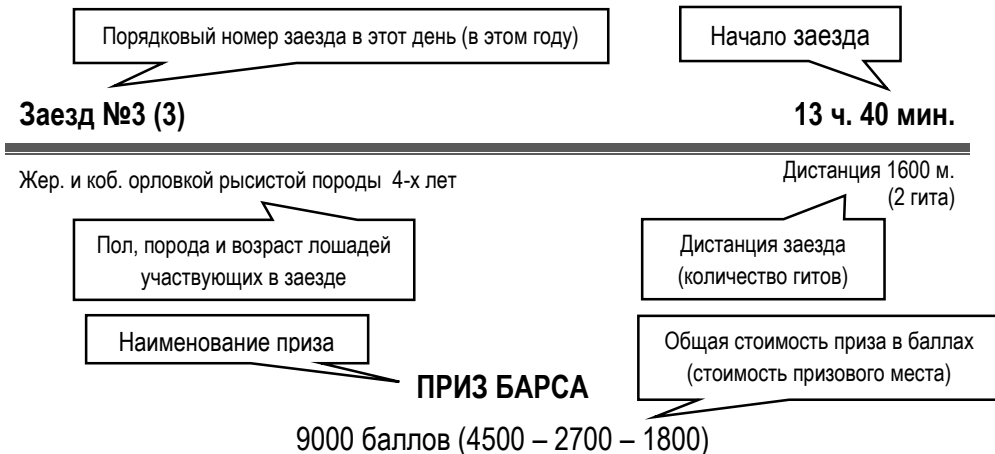 Порядковый номер заезда в этот день (в этом году)
Начало заезда
Заезд №3 (3)
13 ч. 40 мин.
Жер. и коб. орловкой рысистой породы 4-х лет
Дистанция 1600 м.
(2 гита)
Пол, порода и возраст лошадей
участвующих в заезде
Дистанция заезда
(количество гитов)
Наименование приза
Общая стоимость приза в баллах
(стоимость призового места)
ПРИЗ БАРСА
9000 баллов (4500 – 2700 – 1800)